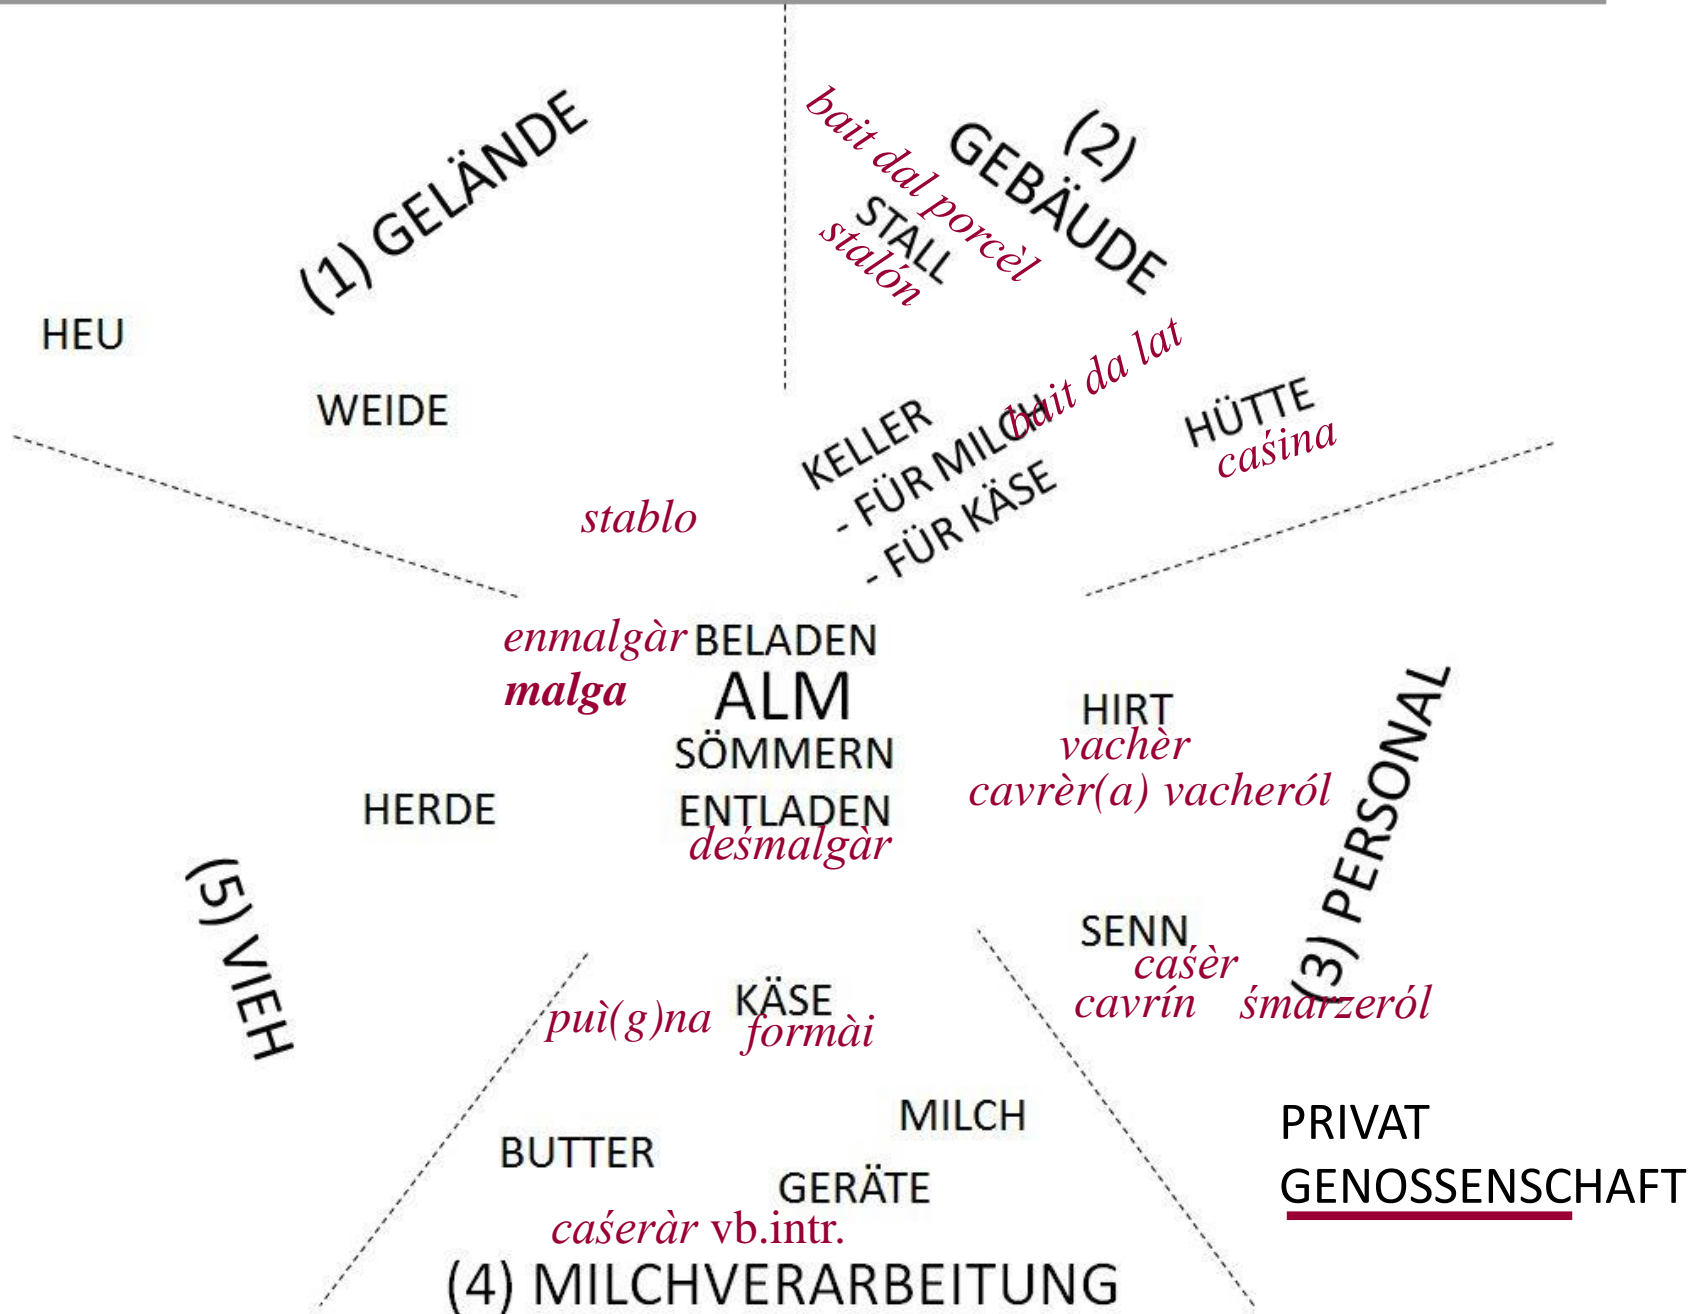 (1) GELÄNDE
HEU
WEIDE
stablo
(2)
GEBÄUDE
bait dal porcèl
STALL
stalón
bait da lat
KELLER
- FÜR MILCH
- FÜR KÄSE
HÜTTE
caśina
enmalgàr BELADEN
malga ALM
SÖMMERN
ENTLADEN
deśmalgàr
HIRT
vachèr
cavrèr(a) vacheról
(3) PERSONAL
SENN
caśèr
cavrín śmarzeról
HERDE
(5) VIEH
KÄSE
puì(g)na formài
MILCH
BUTTER
GERÄTE
caśeràr vb.intr.
(4) MILCHVERARBEITUNG
PRIVAT
GENOSSENSCHAFT